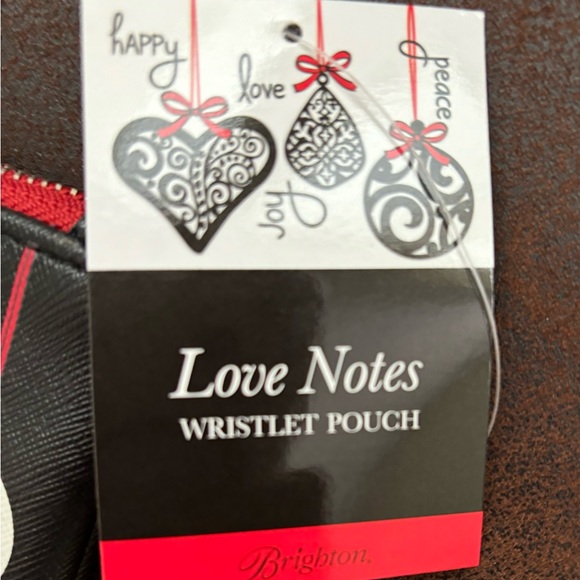 hAPPY
love
peace
joy
Love Notes
WRISTLET POUCH
Brighton.